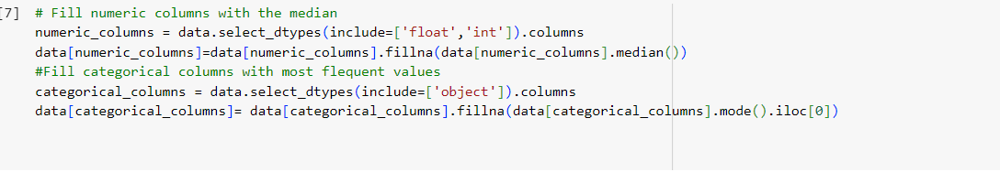 [7] # Fill numeric columns with the median
numeric_columns = data.select_dtypes(include=['float','int']).columns
data[numeric_columns]=data[numeric_columns].fillna(data[numeric_columns].median())
#Fill categorical columns with most flequent values
categorical_columns = data.select_dtypes(include=['object']).columns
data[categorical_columns]= data[categorical_columns].fillna(data[categorical_columns].mode().iloc[0])